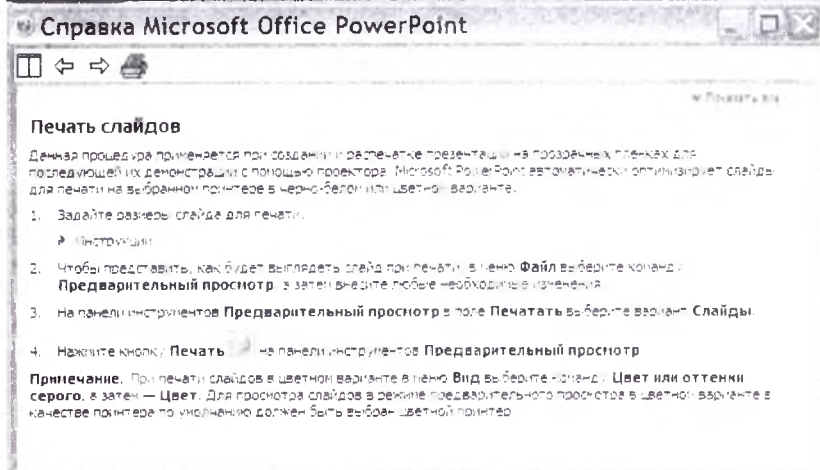 Справка Microsoft Office PowerPoint
Показать все
Печать слайдов
Данная процедура применяется при создании и распечатке презентаций на прозрачных пленках для
последующей их демонстрации с помощью проектора. Microsoft PowerPoint автоматически оптимизирует слайды
для печати на выбранном принтере в черно-белом или цветном варианте.
1. Задайте размеры слайда для печати.
Инструкции
2. Чтобы представить, как будет выглядеть слайд при печати, в меню Файл выберите команду
Предварительный просмотр, а затем внесите любые необходимые изменения.
3. На панели инструментов Предварительный просмотр в поле Печатать выберите вариант Слайды.
4. Нажмите кнопку Печать на панели инструментов Предварительный просмотр
Примечание. При печати слайдов в цветном варианте в меню Вид выберите команду Цвет или оттенки
серого, а затем — Цвет. Для просмотра слайдов в режиме предварительного просмотра в цветном варианте в
качестве принтера по умолчанию должен быть выбран цветной принтер